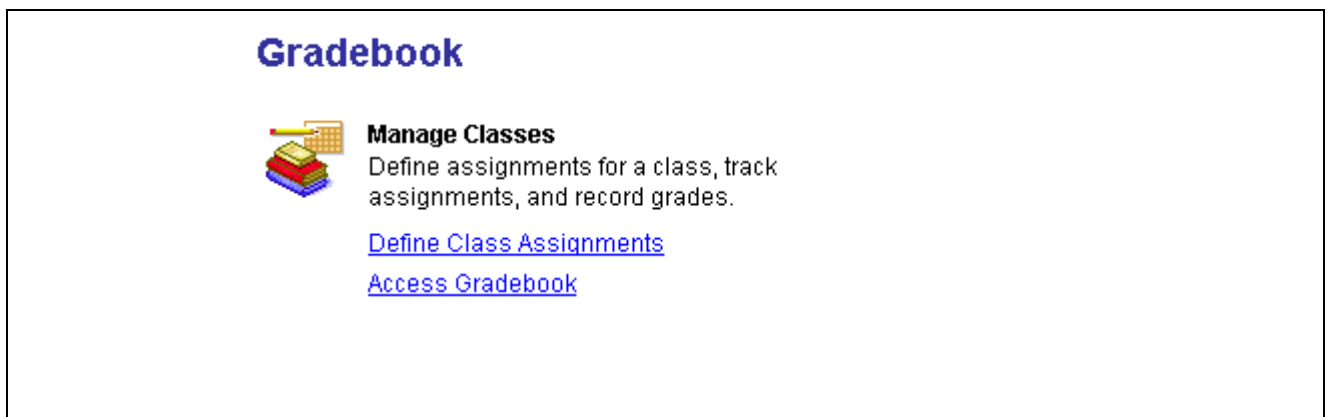 Gradebook
Manage Classes
Define assignments for a class, track
assignments, and record grades.
Define Class Assignments
Access Gradebook